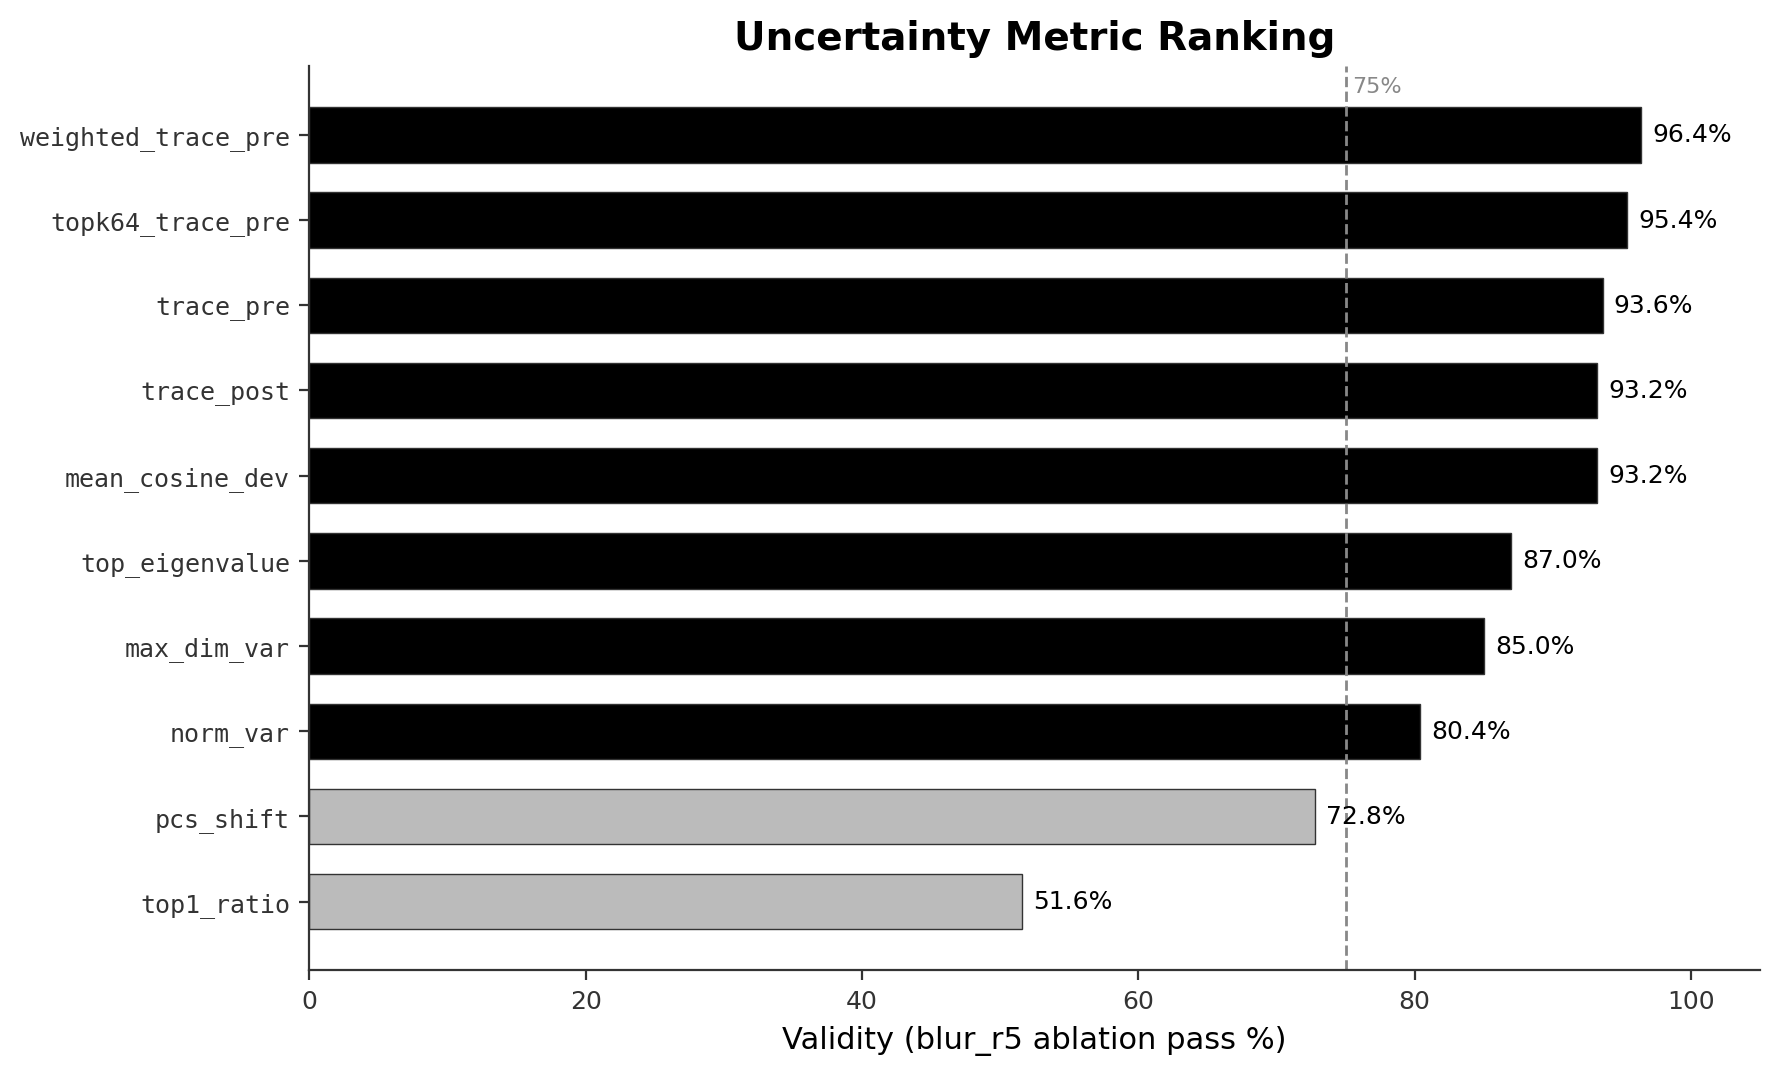 Uncertainty Metric Ranking
75%
weighted_trace_pre 96.4%
topk64_trace_pre 95.4%
trace_pre 93.6%
trace_post 93.2%
mean_cosine_dev 93.2%
top_eigenvalue 87.0%
max_dim_var 85.0%
norm_var 80.4%
pcs_shift 72.8%
top1_ratio 51.6%
0 20 40 60 80 100
Validity (blur_r5 ablation pass %)